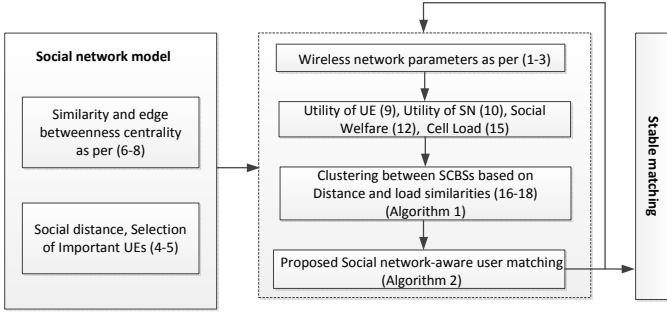 Social network model
Similarity and edge
betweenness centrality
as per (6-8)
Social distance, Selection
of Important UEs (4-5)
Wireless network parameters as per (1-3)
Utility of UE (9), Utility of SN (10), Social
Welfare (12), Cell Load (15)
Clustering between SCBSs based on
Distance and load similarities (16-18)
(Algorithm 1)
Proposed Social network-aware user matching
(Algorithm 2)
Stable matching